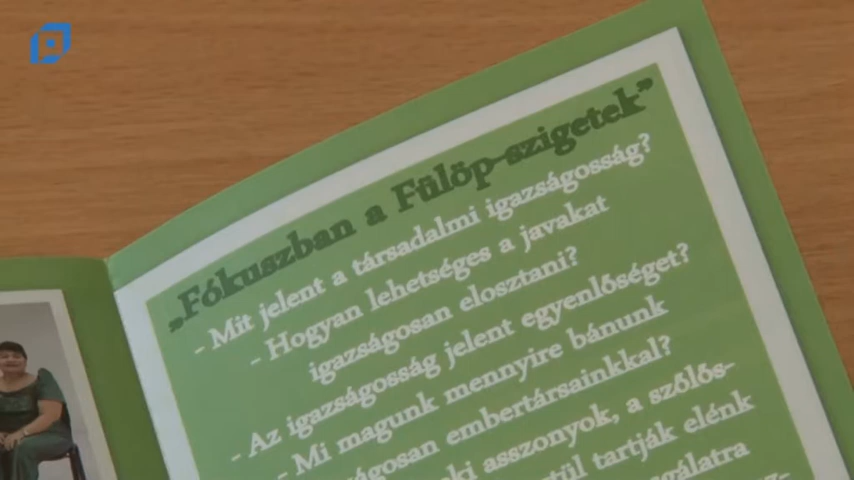 „Fókuszban a Fülöp-szigetek”
- Mit jelent a társadalmi igazságosság?
- Hogyan lehetséges a javakat
igazságosan elosztani?
- Az igazságosság jelent egyenlőséget?
- Mi magunk mennyire bánunk
embertársainkkal?
asszonyok, a szőlős-
tartják elénk